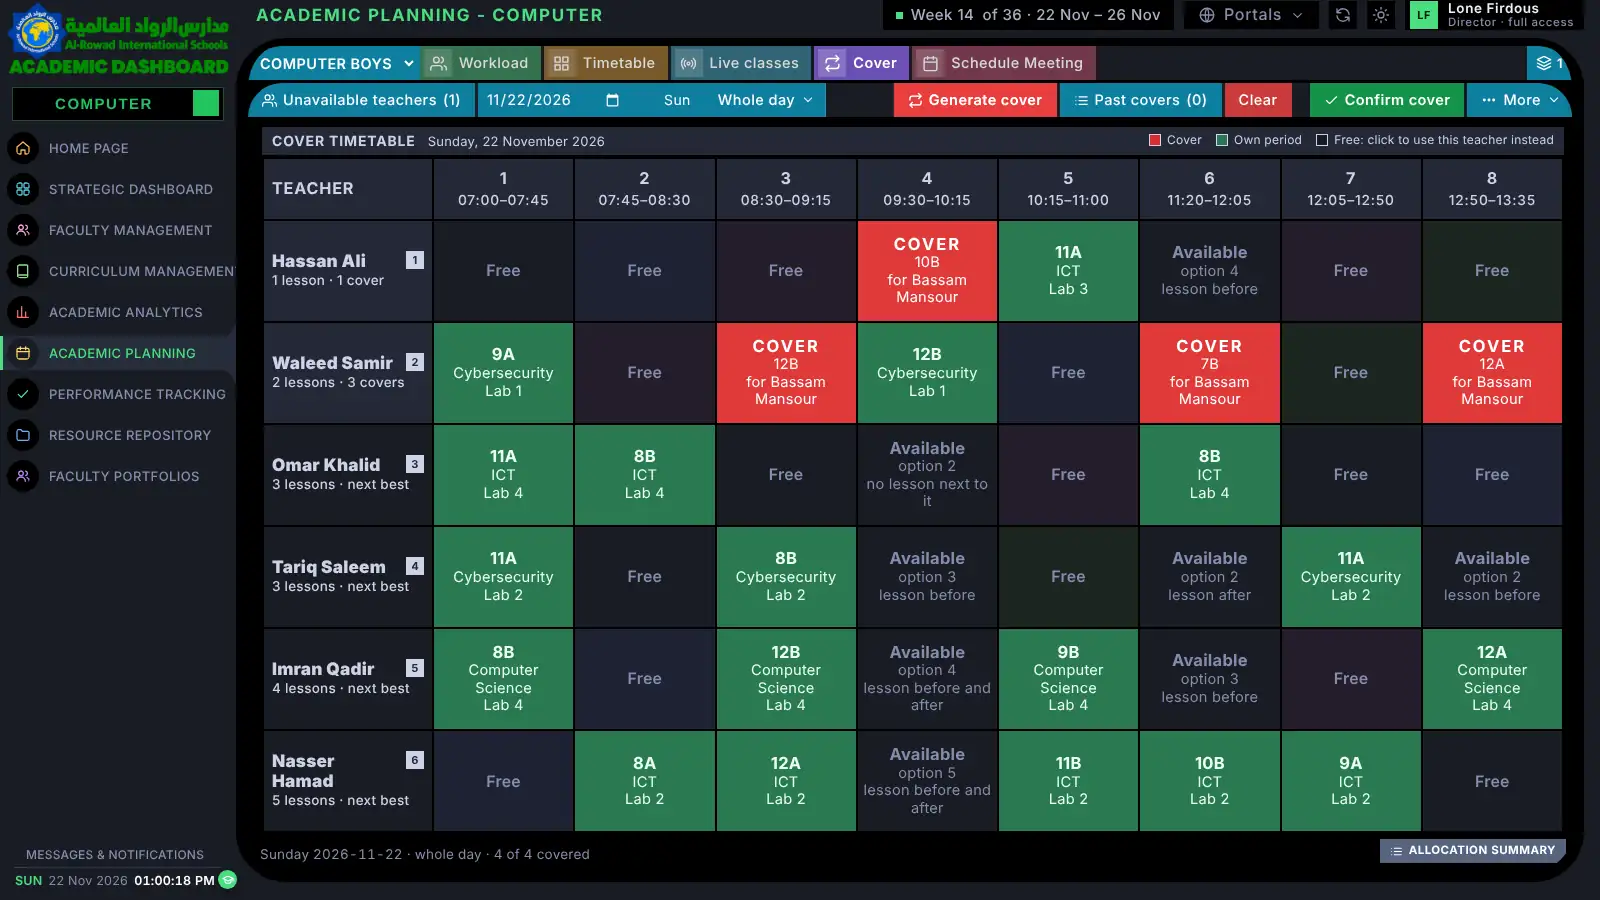 مدارس الرواد العالمية
Al-Rowad International Schools
ACADEMIC DASHBOARD
COMPUTER
HOME PAGE
STRATEGIC DASHBOARD
FACULTY MANAGEMENT
CURRICULUM MANAGEMEN
ACADEMIC ANALYTICS
ACADEMIC PLANNING
PERFORMANCE TRACKING
RESOURCE REPOSITORY
FACULTY PORTFOLIOS
MESSAGES & NOTIFICATIONS
SUN 22 Nov 2026 01:00:18 PM
ACADEMIC PLANNING - COMPUTER
Week 14 of 36 · 22 Nov – 26 Nov
Portals
LF
Lone Firdous
Director · full access
COMPUTER BOYS
Workload
Timetable
Live classes
Cover
Schedule Meeting
1
Unavailable teachers (1)
11/22/2026
Sun
Whole day
Generate cover
Past covers (0)
Clear
Confirm cover
More
COVER TIMETABLE Sunday, 22 November 2026
Cover
Own period
Free: click to use this teacher instead
TEACHER
1
07:00–07:45
2
07:45–08:30
3
08:30–09:15
4
09:30–10:15
5
10:15–11:00
6
11:20–12:05
7
12:05–12:50
8
12:50–13:35
Hassan Ali 1
1 lesson · 1 cover
Free
Free
Free
COVER
10B
for Bassam
Mansour
11A
ICT
Lab 3
Available
option 4
lesson before
Free
Free
Waleed Samir 2
2 lessons · 3 covers
9A
Cybersecurity
Lab 1
Free
COVER
12B
for Bassam
Mansour
12B
Cybersecurity
Lab 1
Free
COVER
7B
for Bassam
Mansour
Free
COVER
12A
for Bassam
Mansour
Omar Khalid 3
3 lessons · next best
11A
ICT
Lab 4
8B
ICT
Lab 4
Free
Available
option 2
no lesson next to
it
Free
8B
ICT
Lab 4
Free
Free
Tariq Saleem 4
3 lessons · next best
11A
Cybersecurity
Lab 2
Free
8B
Cybersecurity
Lab 2
Available
option 3
lesson before
Free
Available
option 2
lesson after
11A
Cybersecurity
Lab 2
Available
option 2
lesson before
Imran Qadir 5
4 lessons · next best
8B
Computer
Science
Lab 4
Free
12B
Computer
Science
Lab 4
Available
option 4
lesson before and
after
9B
Computer
Science
Lab 4
Available
option 3
lesson before
Free
12A
Computer
Science
Lab 4
Nasser 6
Hamad
5 lessons · next best
Free
8A
ICT
Lab 2
12A
ICT
Lab 2
Available
option 5
lesson before and
after
11B
ICT
Lab 2
10B
ICT
Lab 2
9A
ICT
Lab 2
Free
Sunday 2026-11-22 · whole day · 4 of 4 covered
ALLOCATION SUMMARY